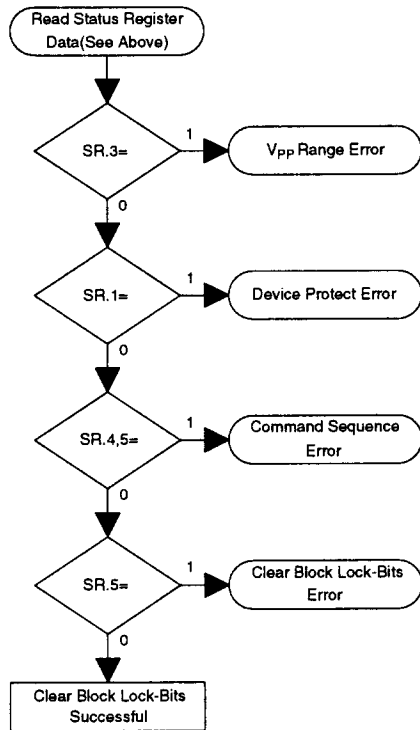 Read Status Register
Data(See Above)
SR.3=
1
VPP Range Error
0
SR.1=
1
Device Protect Error
0
SR.4,5=
1
Command Sequence
Error
0
SR.5=
1
Clear Block Lock-Bits
Error
0
Clear Block Lock-Bits
Successful